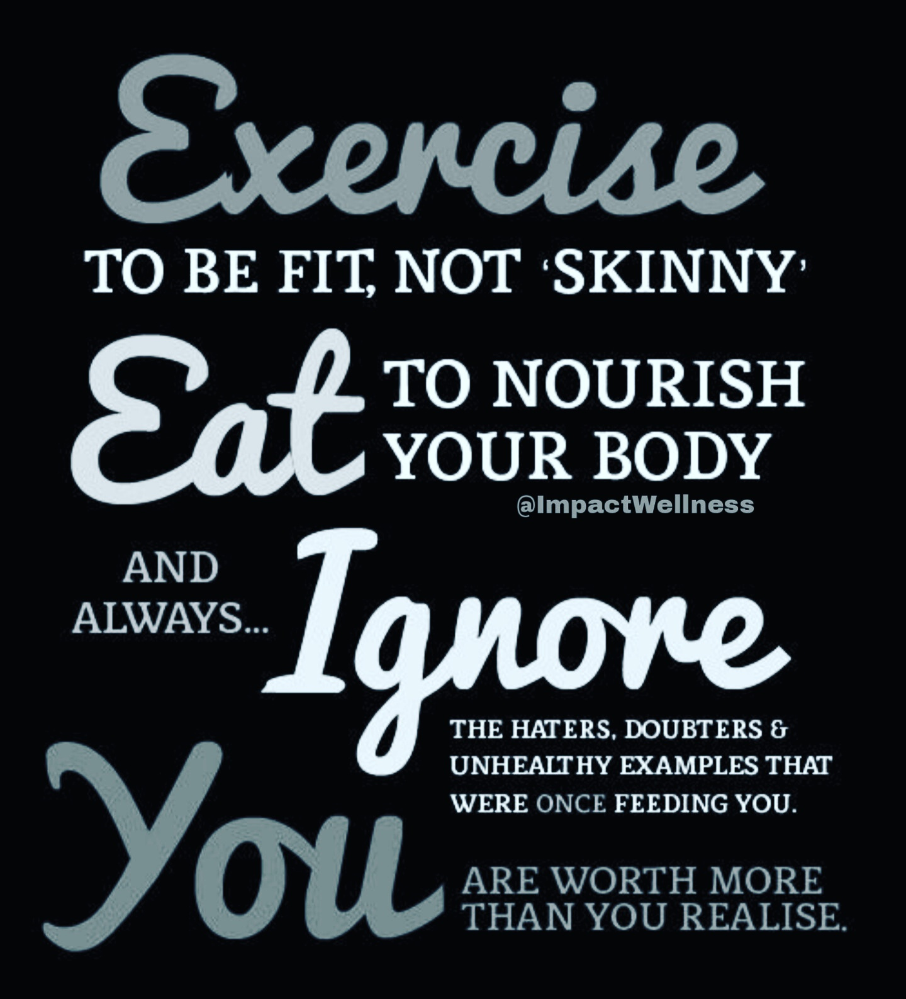 Exercise
TO BE FIT, NOT ‘SKINNY’
Eat
TO NOURISH
YOUR BODY
@ImpactWellness
AND
ALWAYS...
Ignore
THE HATERS, DOUBTERS &
UNHEALTHY EXAMPLES THAT
WERE ONCE FEEDING YOU.
You
ARE WORTH MORE
THAN YOU REALISE.